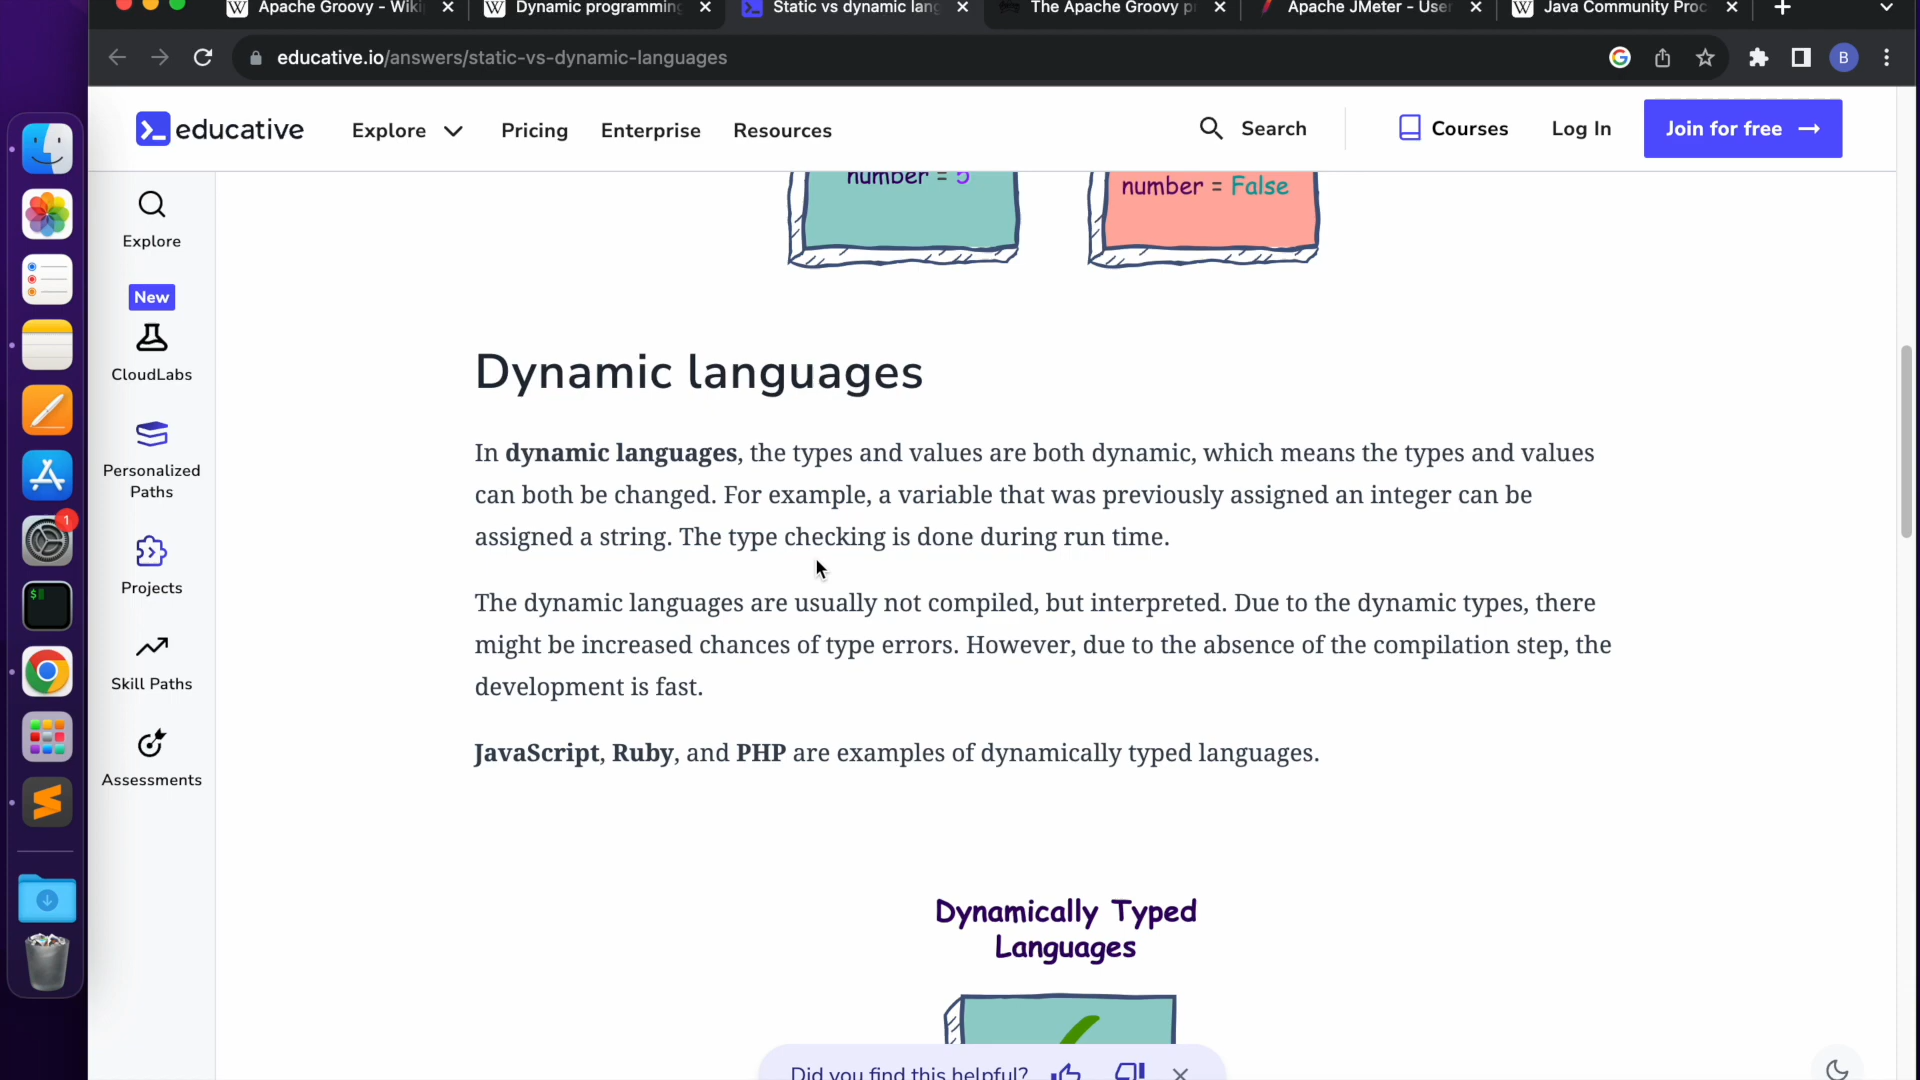 Apache Groovy - Wiki
Dynamic programming
Static vs dynamic lang
The Apache Groovy p
Apache JMeter - User
Java Community Proc
educative.io/answers/static-vs-dynamic-languages
B
educative
Explore
Pricing
Enterprise
Resources
Search
Courses
Log In
Join for free
Explore
New
CloudLabs
Personalized
Paths
Projects
Skill Paths
Assessments
1
$
number = 5
number = False
Dynamic languages
In dynamic languages, the types and values are both dynamic, which means the types and values
can both be changed. For example, a variable that was previously assigned an integer can be
assigned a string. The type checking is done during run time.
The dynamic languages are usually not compiled, but interpreted. Due to the dynamic types, there
might be increased chances of type errors. However, due to the absence of the compilation step, the
development is fast.
JavaScript, Ruby, and PHP are examples of dynamically typed languages.
Dynamically Typed
Languages
Did you find this helpful?